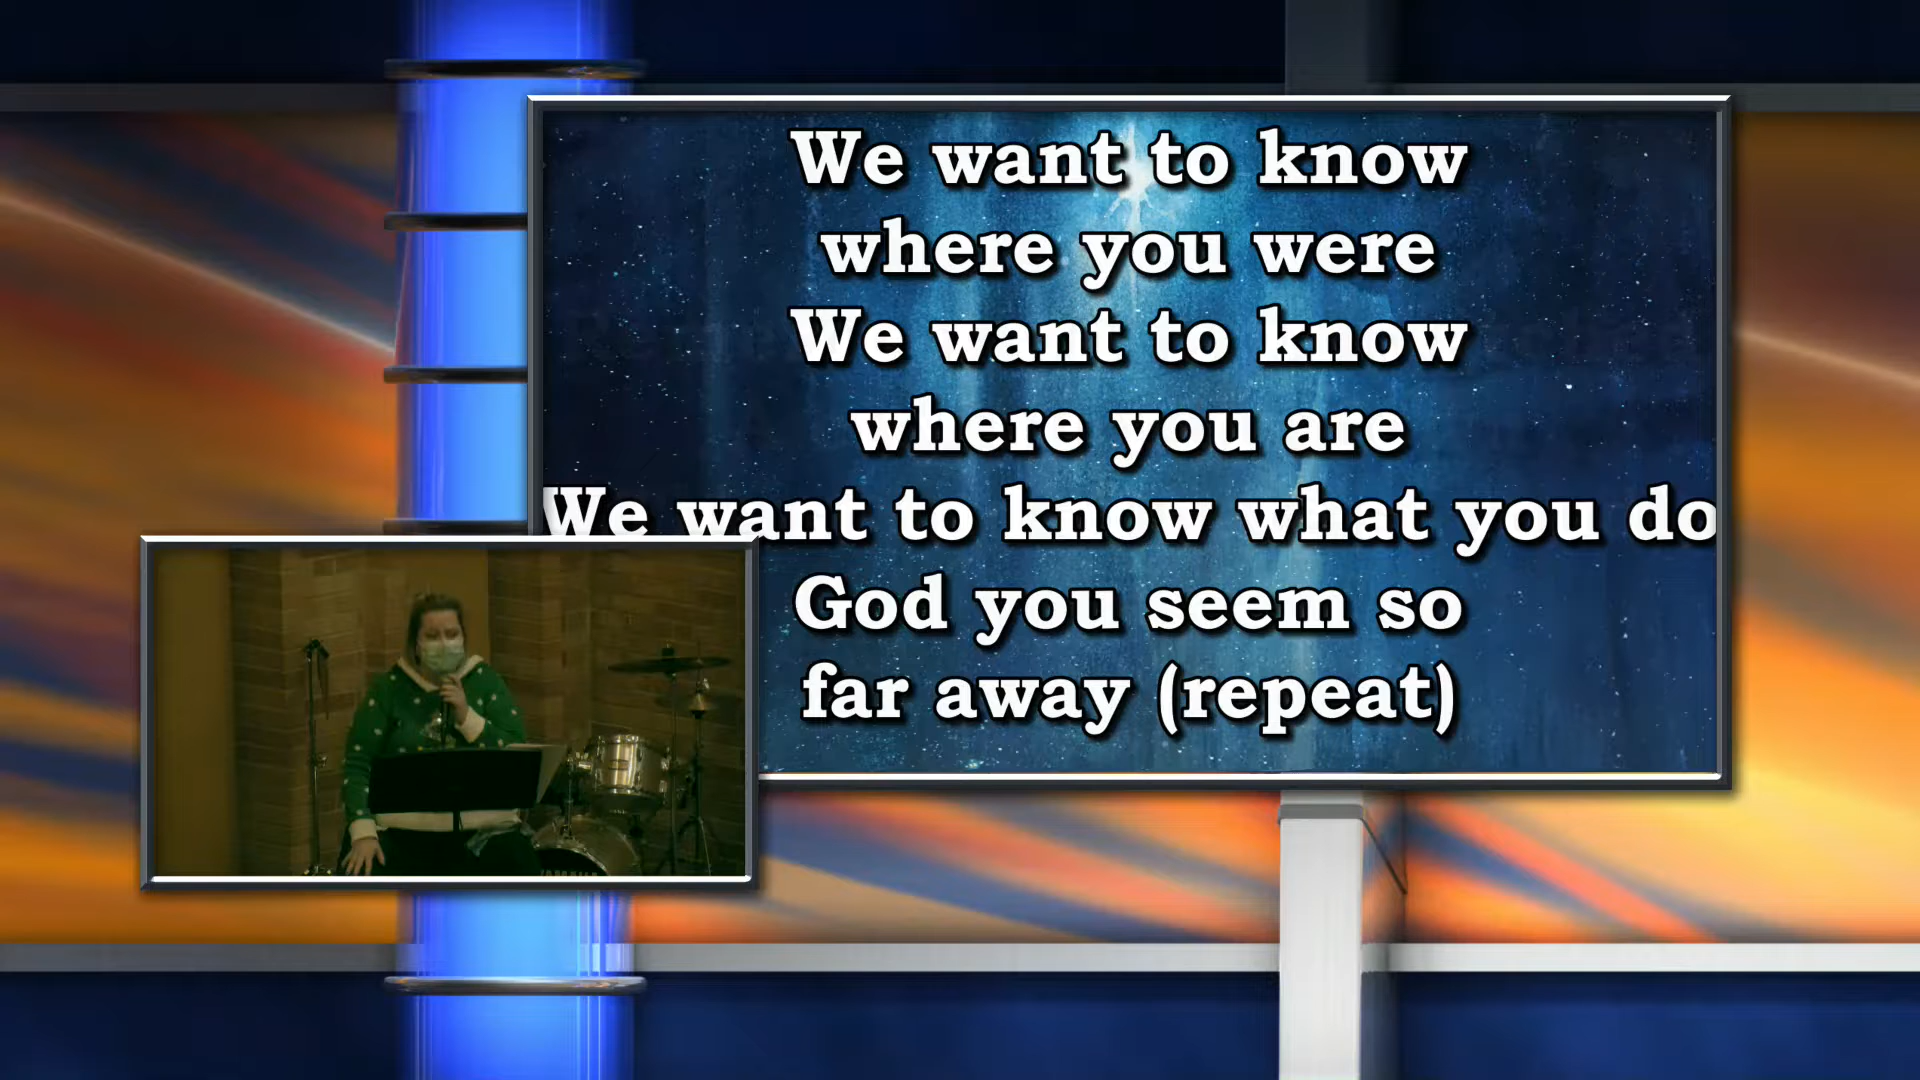 We want to know
where you were
We want to know
where you are
We want to know what you do
God you seem so
far away (repeat)